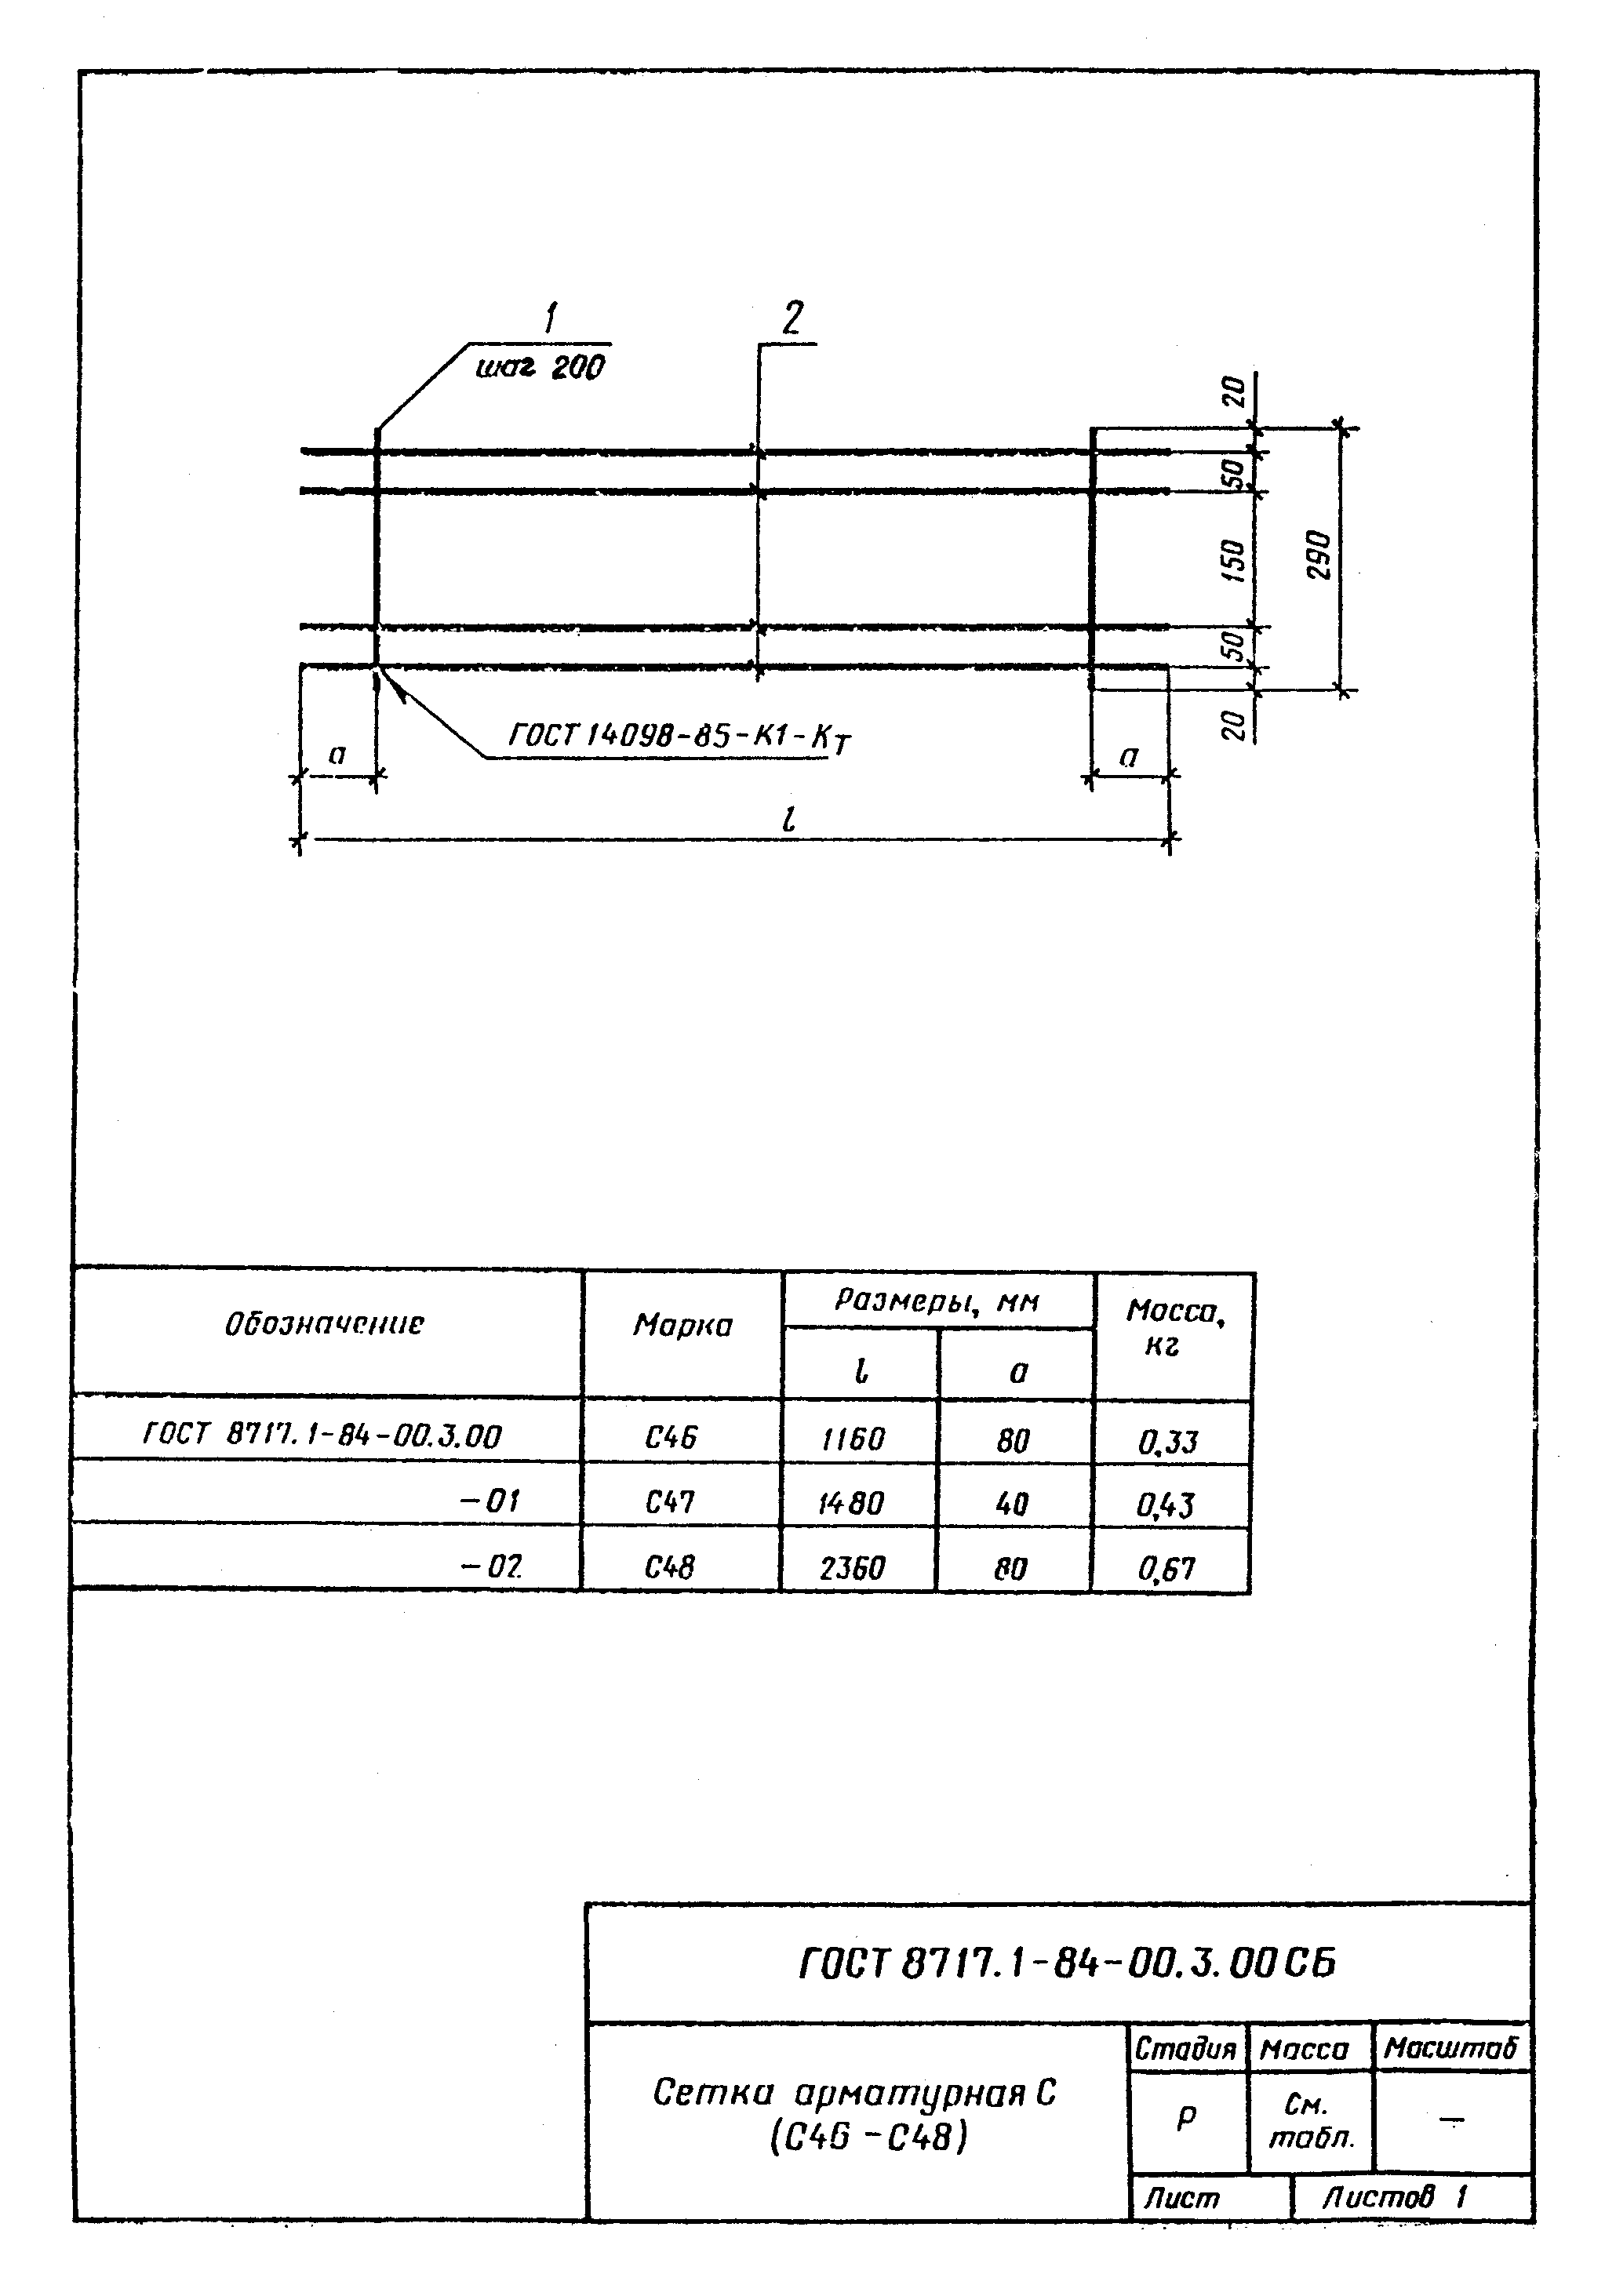 1
шаг 200
2
20
50
150
50
20
290
ГОСТ 14098-85-К1-Кт
a
a
l
Обозначение
Марка
Размеры, мм
Масса,
кг
l
a
ГОСТ 8717.1-84-00.3.00 С46 1160 80 0,33
-01 С47 1480 40 0,43
-02 С48 2360 80 0,67
ГОСТ 8717.1-84-00.3.00 СБ
Сетка арматурная С
(С46-С48)
Стадия Масса Масштаб
Р
См.
табл.
—
Лист
Листов 1